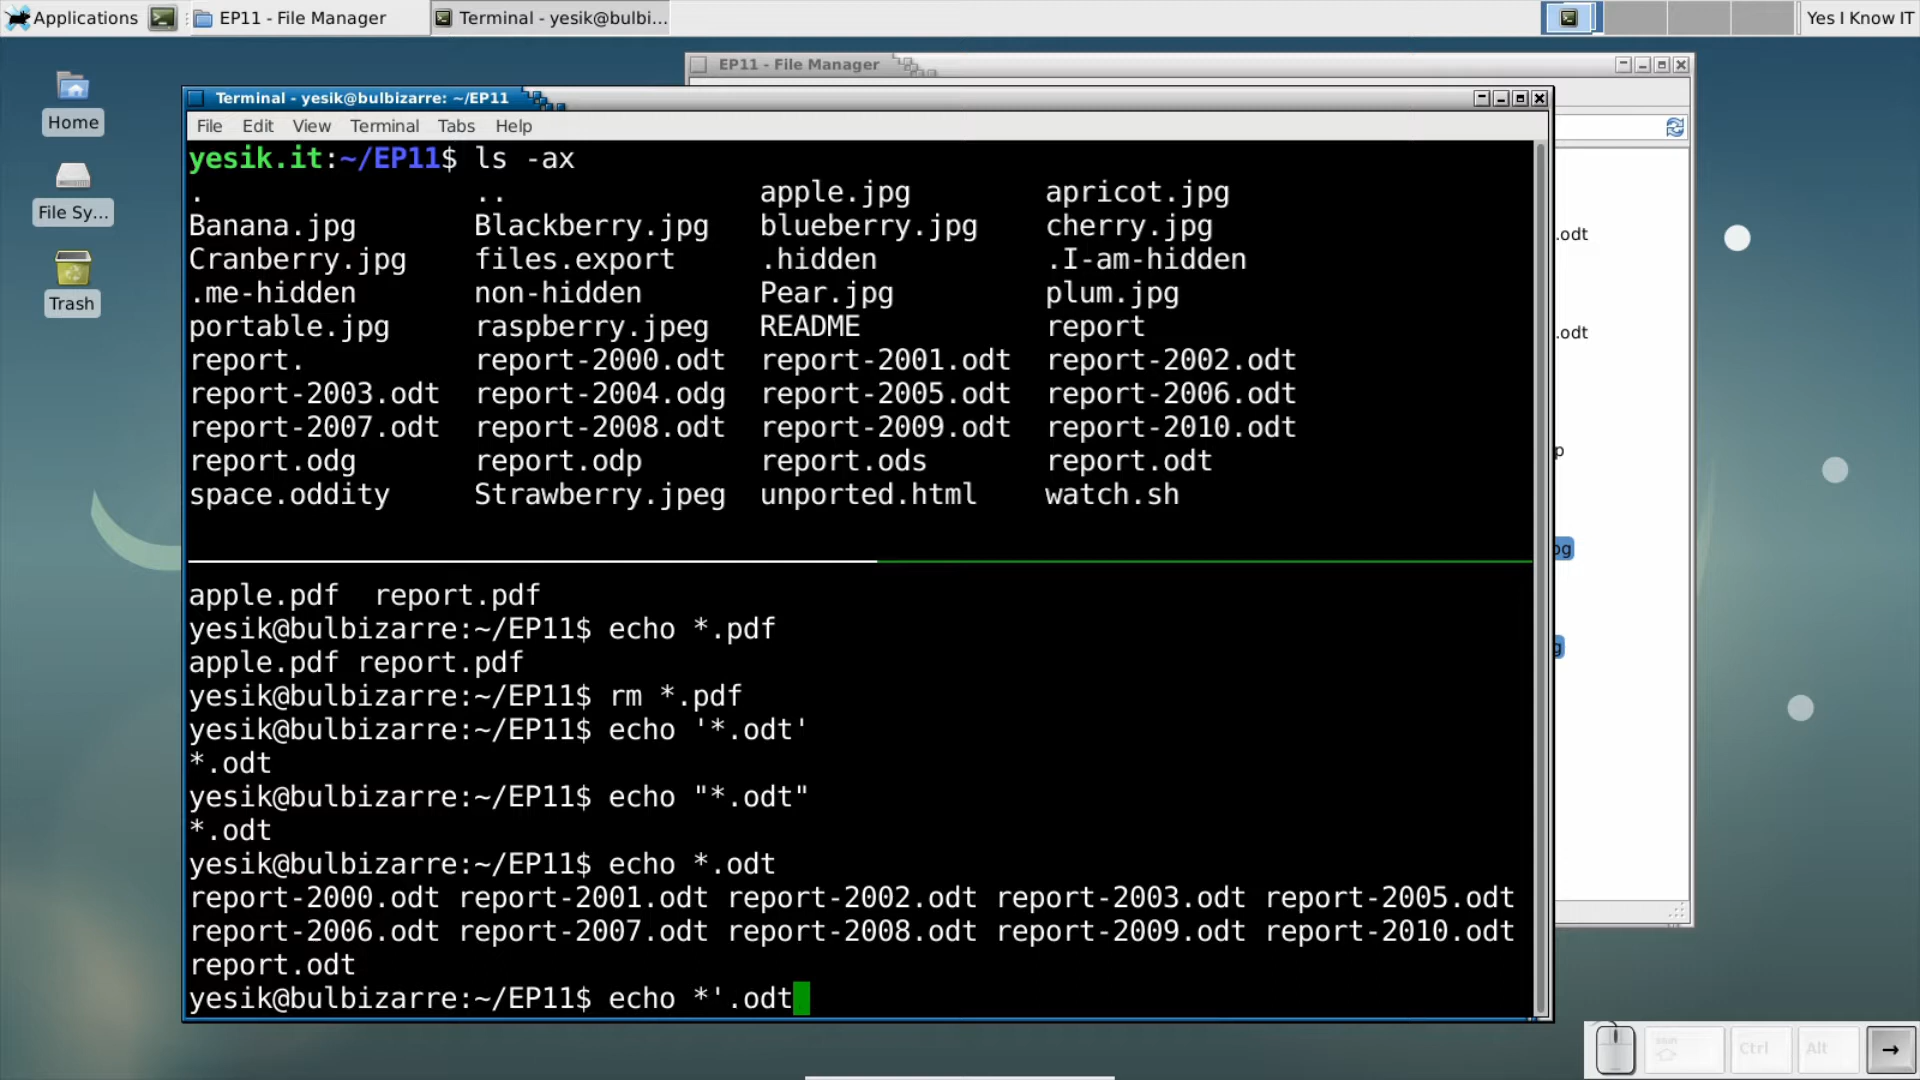 Applications
EP11 - File Manager
Terminal - yesik@bulbi...
Yes I Know IT
Home
File Sy...
Trash
EP11 - File Manager
Terminal - yesik@bulbizarre: ~/EP11
File Edit View Terminal Tabs Help
yesik.it:~/EP11$ ls -ax
. .. apple.jpg apricot.jpg
Banana.jpg Blackberry.jpg blueberry.jpg cherry.jpg
Cranberry.jpg files.export .hidden .I-am-hidden
.me-hidden non-hidden Pear.jpg plum.jpg
portable.jpg raspberry.jpeg README report
report. report-2000.odt report-2001.odt report-2002.odt
report-2003.odt report-2004.odg report-2005.odt report-2006.odt
report-2007.odt report-2008.odt report-2009.odt report-2010.odt
report.odg report.odp report.ods report.odt
space.oddity Strawberry.jpeg unported.html watch.sh
apple.pdf report.pdf
yesik@bulbizarre:~/EP11$ echo *.pdf
apple.pdf report.pdf
yesik@bulbizarre:~/EP11$ rm *.pdf
yesik@bulbizarre:~/EP11$ echo '*.odt'
*.odt
yesik@bulbizarre:~/EP11$ echo "*.odt"
*.odt
yesik@bulbizarre:~/EP11$ echo *.odt
report-2000.odt report-2001.odt report-2002.odt report-2003.odt report-2005.odt
report-2006.odt report-2007.odt report-2008.odt report-2009.odt report-2010.odt
report.odt
yesik@bulbizarre:~/EP11$ echo *'.odt
.odt
.odt
p
g
Ctrl
Alt
→